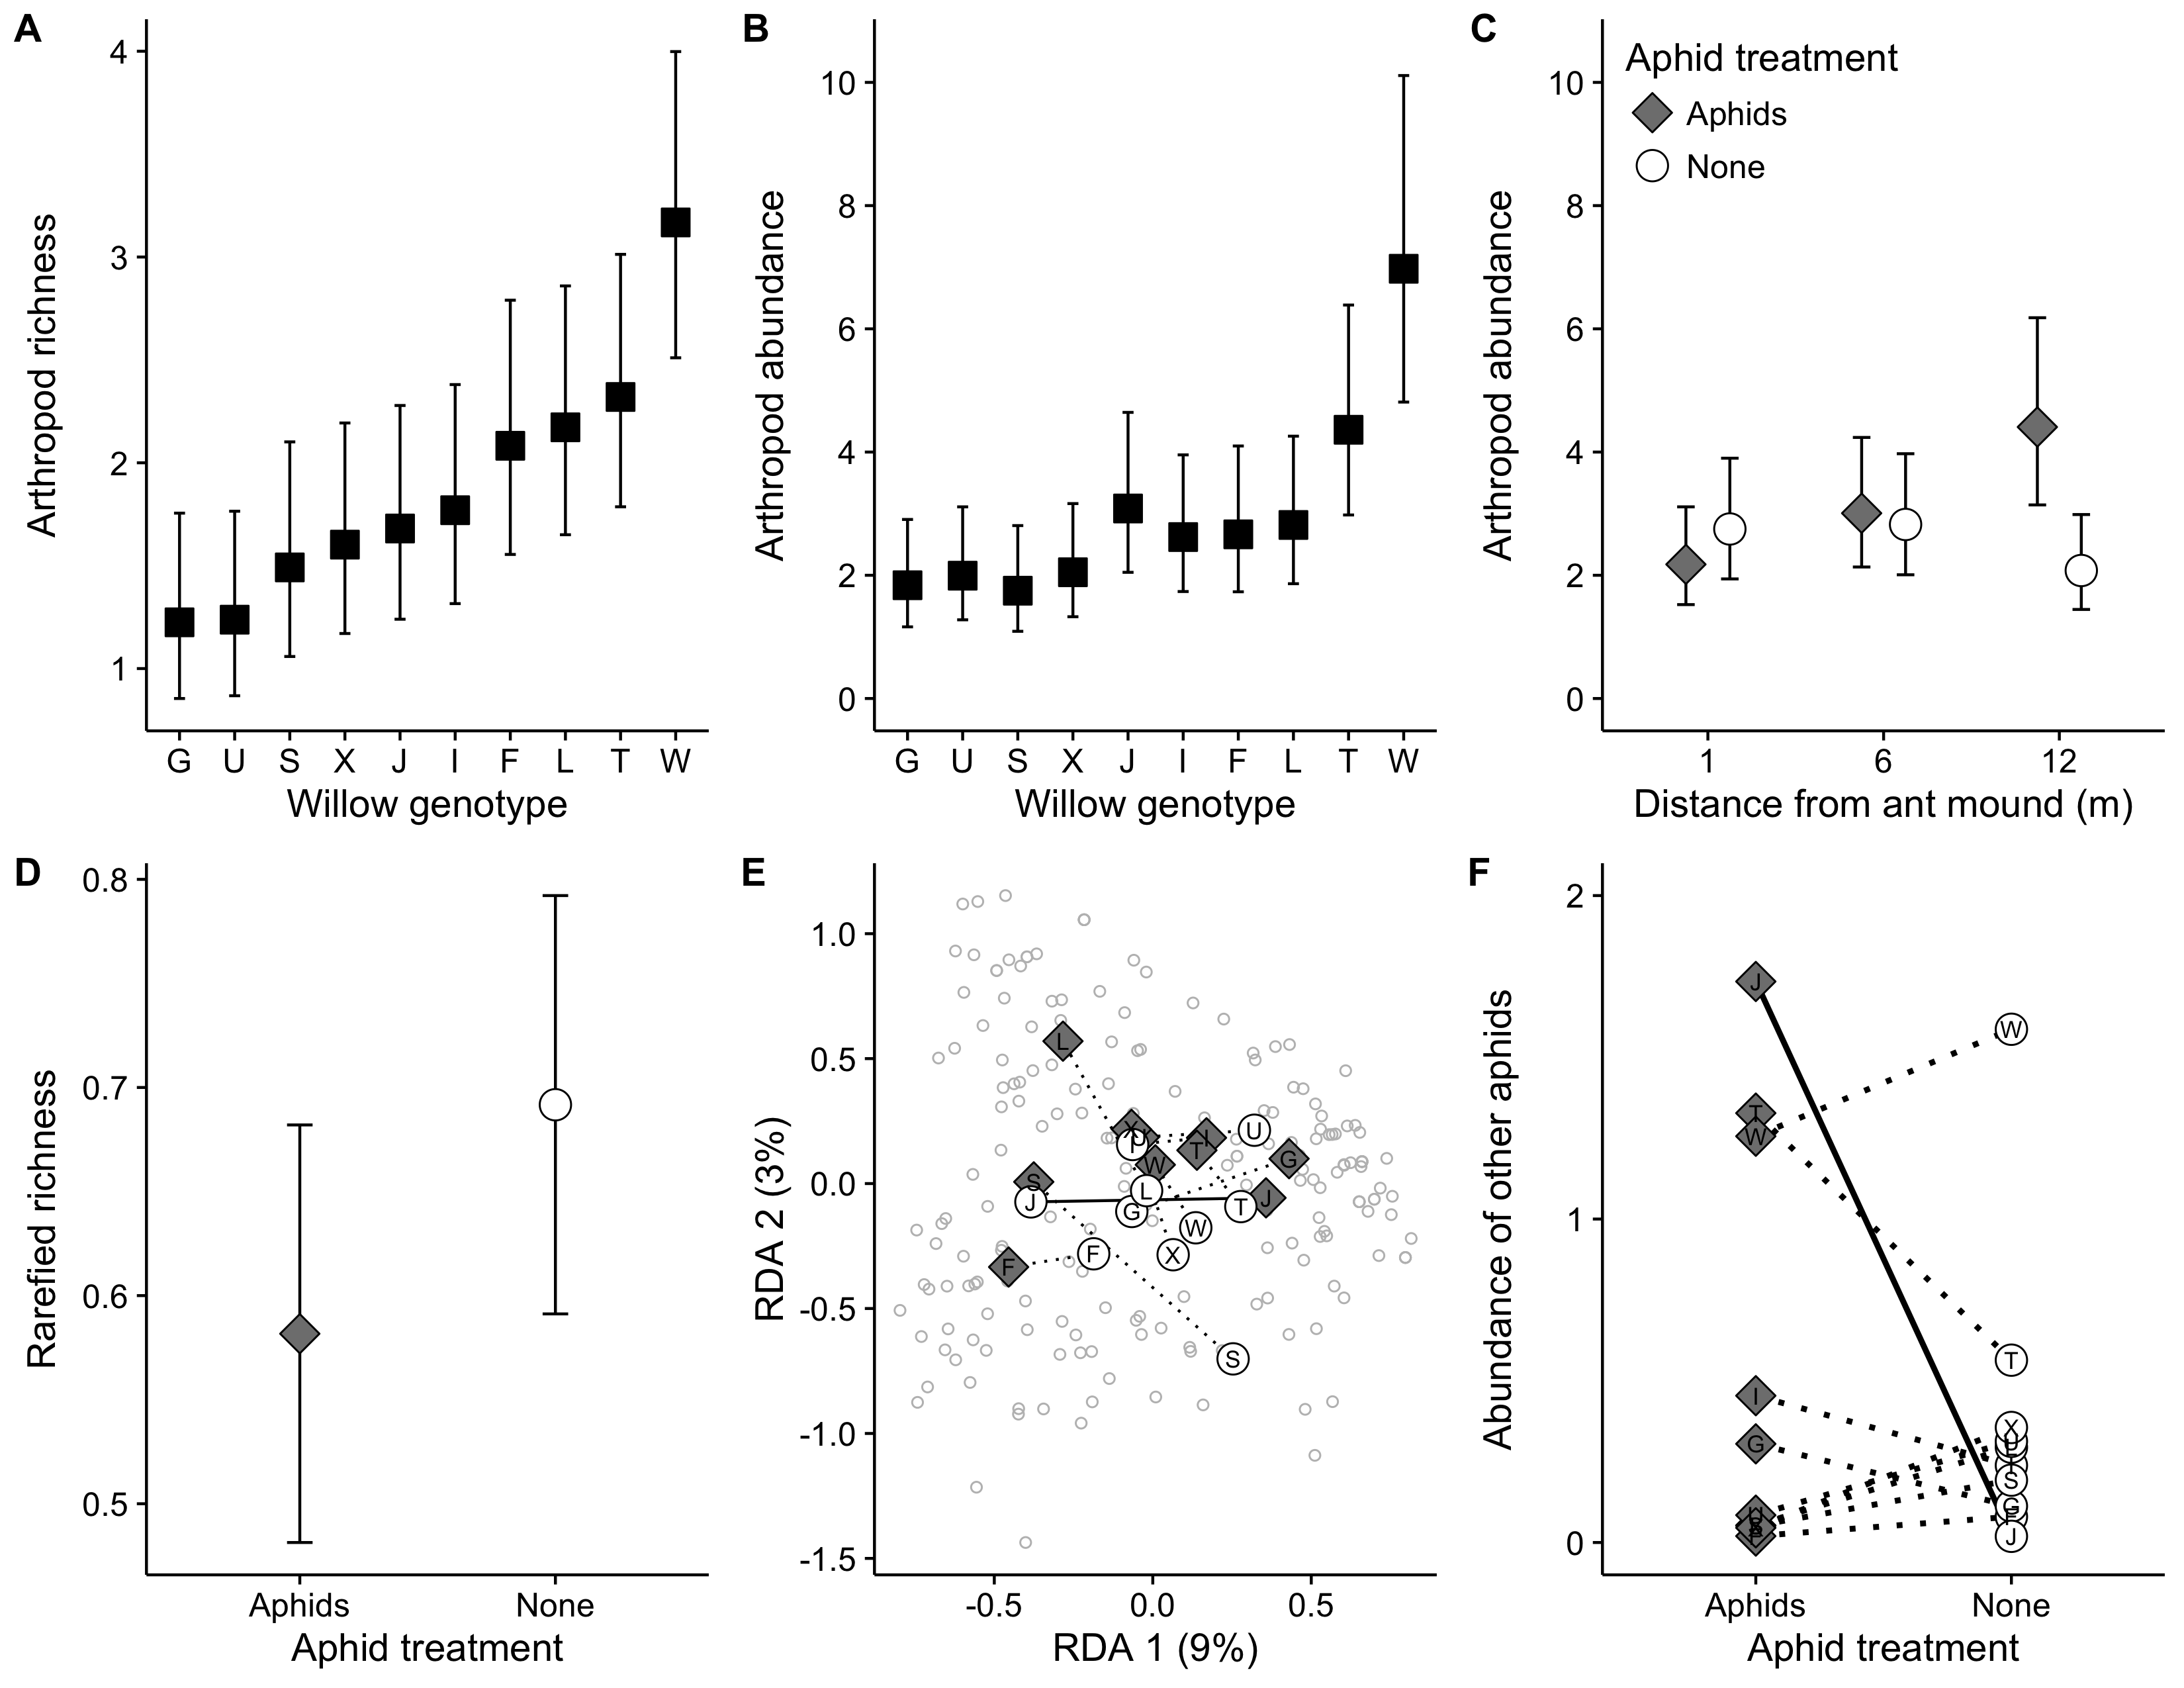 A
Arthropod richness
4
3
2
1
G U S X J I F L T W
Willow genotype
B
Arthropod abundance
10
8
6
4
2
0
G U S X J I F L T W
Willow genotype
C
Arthropod abundance
10
8
6
4
2
0
Aphid treatment
Aphids
None
1 6 12
Distance from ant mound (m)
D
Rarefied richness
0.8
0.7
0.6
0.5
Aphids None
Aphid treatment
E
RDA 2 (3%)
1.0
0.5
0.0
-0.5
-1.0
-1.5
L
X U I U
I T G
W
S L
J G T J
W
F F X
S
-0.5 0.0 0.5
RDA 1 (9%)
F
Abundance of other aphids
2
1
0
J
W
T
W
T
I
X
G
U
S
G
J
Aphids None
Aphid treatment